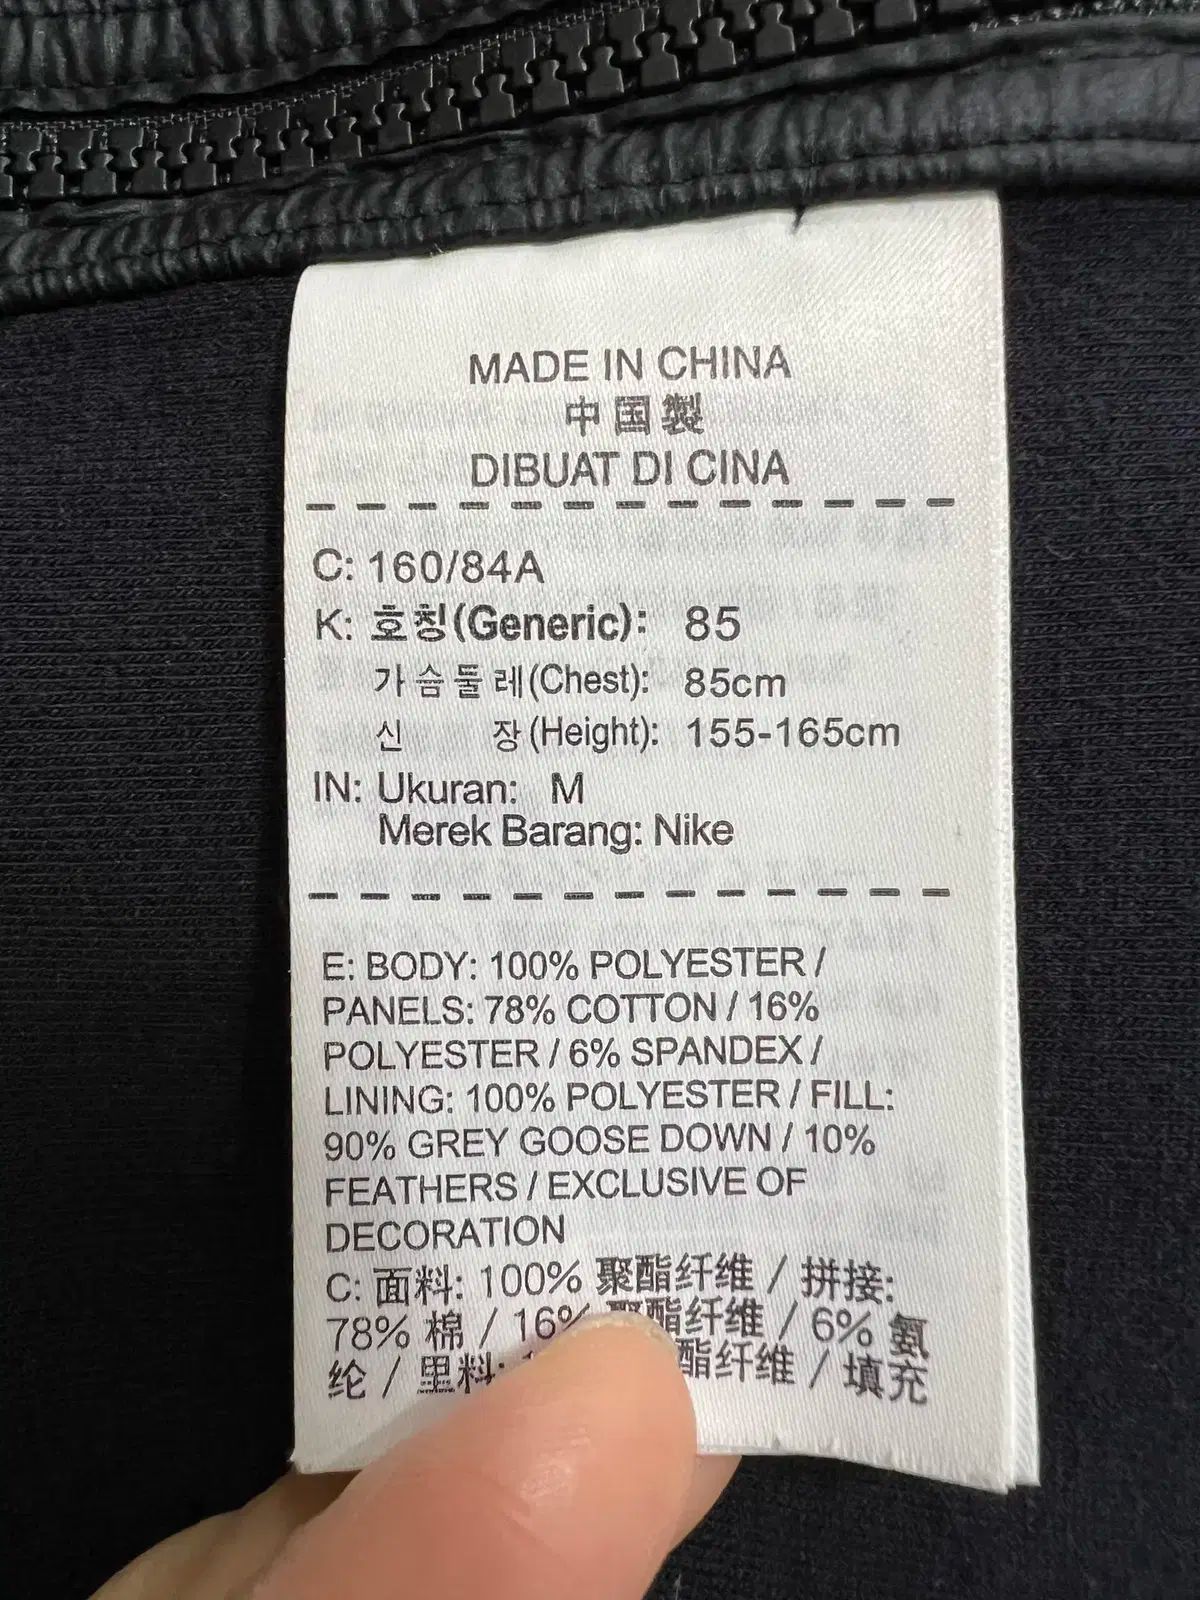 MADE IN CHINA
中国製
DIBUAT DI CINA
C: 160/84A
K: 호칭(Generic): 85
가슴둘레(Chest): 85cm
신 장(Height): 155-165cm
IN: Ukuran: M
Merek Barang: Nike
E: BODY: 100% POLYESTER /
PANELS: 78% COTTON / 16%
POLYESTER / 6% SPANDEX /
LINING: 100% POLYESTER / FILL:
90% GREY GOOSE DOWN / 10%
FEATHERS / EXCLUSIVE OF
DECORATION
C: 面料: 100% 聚酯纤维 / 拼接:
78% 棉 / 16% 聚酯纤维 / 6% 氨
纶 / 里料: 酯纤维 / 填充